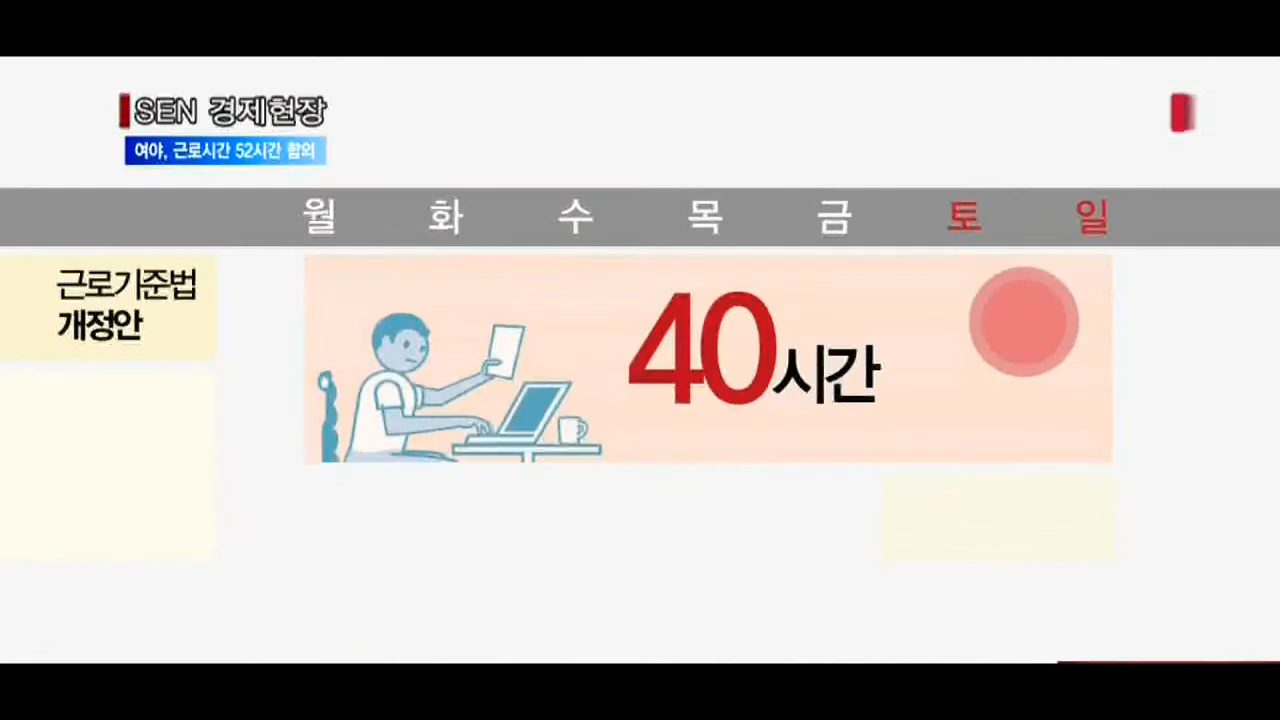 SEN 경제현장
여야, 근로시간 52시간 합의
월 화 수 목 금 토 일
근로기준법
개정안
40시간